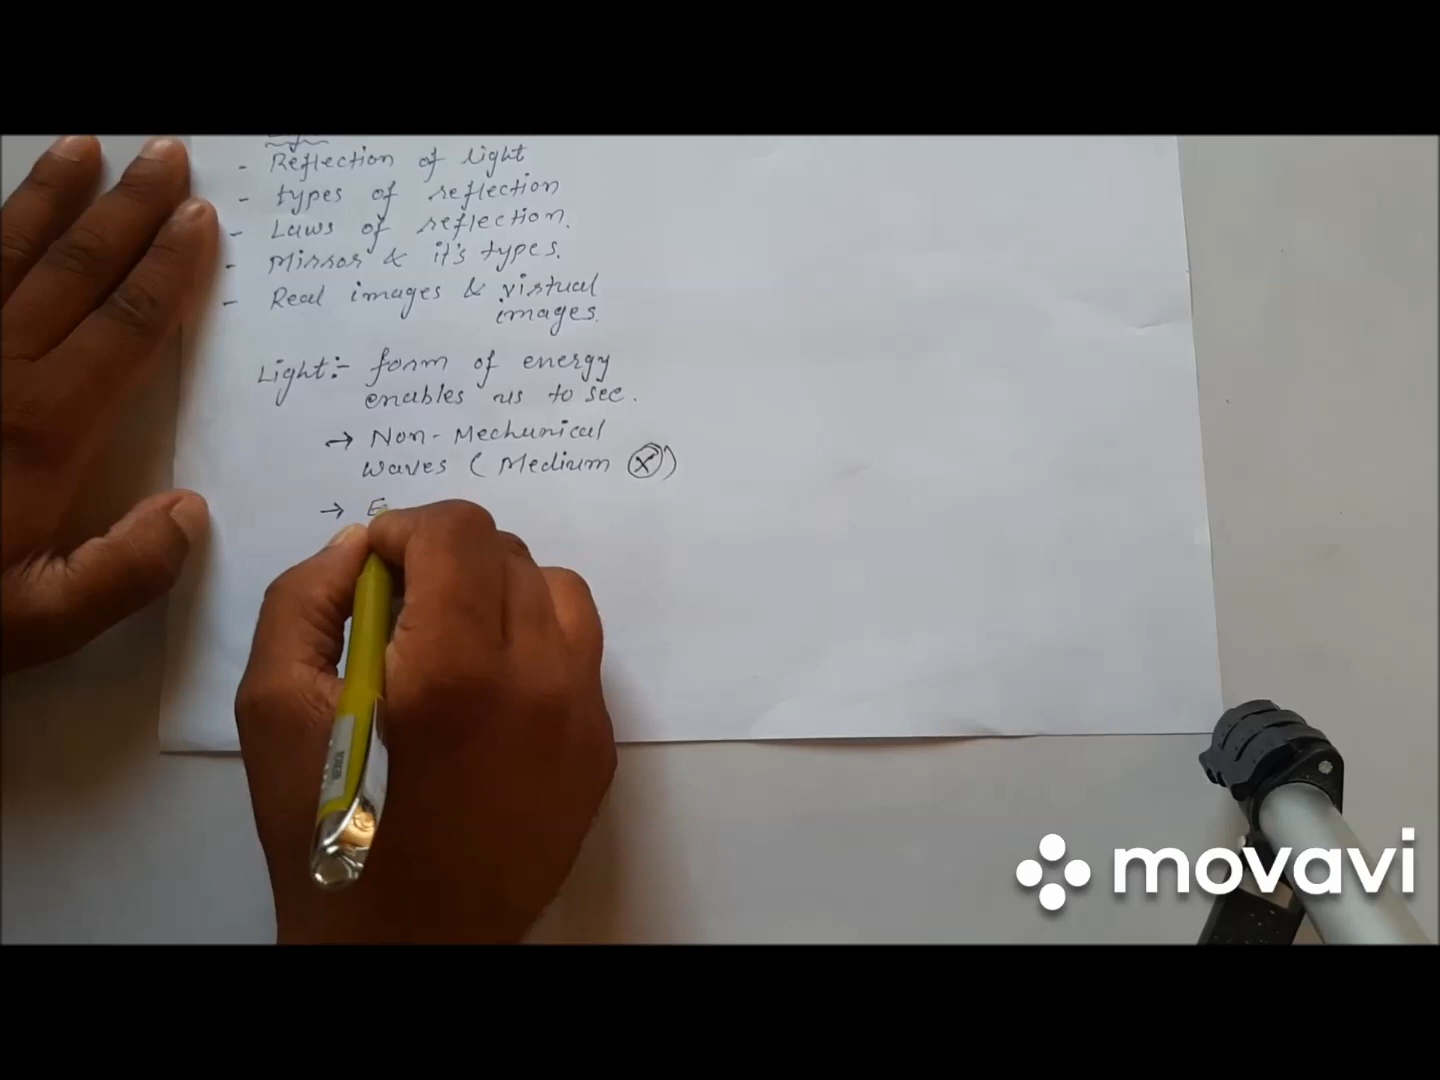 - Reflection of light
- types of reflection
- Laws of reflection.
- Mirror & it's types.
- Real images & virtual
images.
Light:- form of energy
enables us to see.
→ Non-Mechanical
waves (Medium X)
→ E
movavi